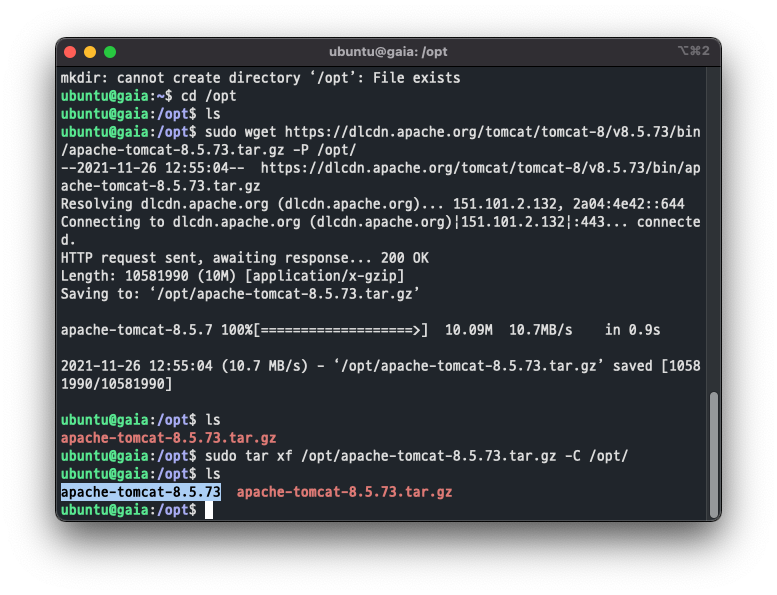 ubuntu@gaia: /opt
⌥⌘2
mkdir: cannot create directory ‘/opt’: File exists
ubuntu@gaia:~$ cd /opt
ubuntu@gaia:/opt$ ls
ubuntu@gaia:/opt$ sudo wget https://dlcdn.apache.org/tomcat/tomcat-8/v8.5.73/bin
/apache-tomcat-8.5.73.tar.gz -P /opt/
--2021-11-26 12:55:04--  https://dlcdn.apache.org/tomcat/tomcat-8/v8.5.73/bin/ap
ache-tomcat-8.5.73.tar.gz
Resolving dlcdn.apache.org (dlcdn.apache.org)... 151.101.2.132, 2a04:4e42::644
Connecting to dlcdn.apache.org (dlcdn.apache.org)|151.101.2.132|:443... connecte
d.
HTTP request sent, awaiting response... 200 OK
Length: 10581990 (10M) [application/x-gzip]
Saving to: ‘/opt/apache-tomcat-8.5.73.tar.gz’
apache-tomcat-8.5.7 100%[===================>]  10.09M  10.7MB/s    in 0.9s
2021-11-26 12:55:04 (10.7 MB/s) - ‘/opt/apache-tomcat-8.5.73.tar.gz’ saved [1058
1990/10581990]
ubuntu@gaia:/opt$ ls
apache-tomcat-8.5.73.tar.gz
ubuntu@gaia:/opt$ sudo tar xf /opt/apache-tomcat-8.5.73.tar.gz -C /opt/
ubuntu@gaia:/opt$ ls
apache-tomcat-8.5.73  apache-tomcat-8.5.73.tar.gz
ubuntu@gaia:/opt$